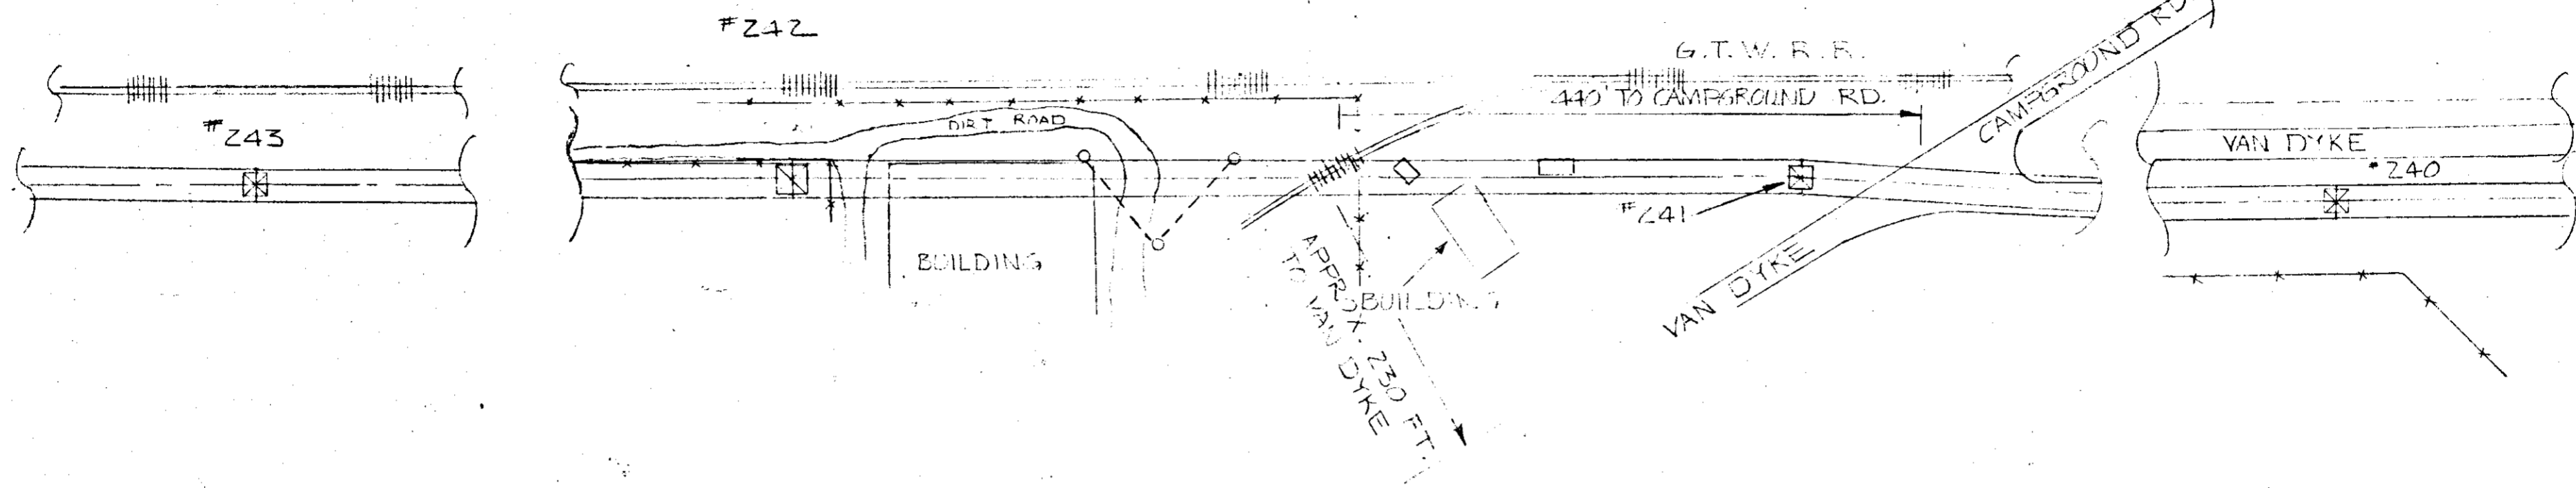 #242
G.T.W. R.R.
440' TO CAMPGROUND RD.
CAMPGROUND RD
#243
DIRT ROAD
VAN DYKE
#240
#241
BUILDING
BUILDING
APPROX. 230 FT.
TO VAN DYKE
VAN DYKE